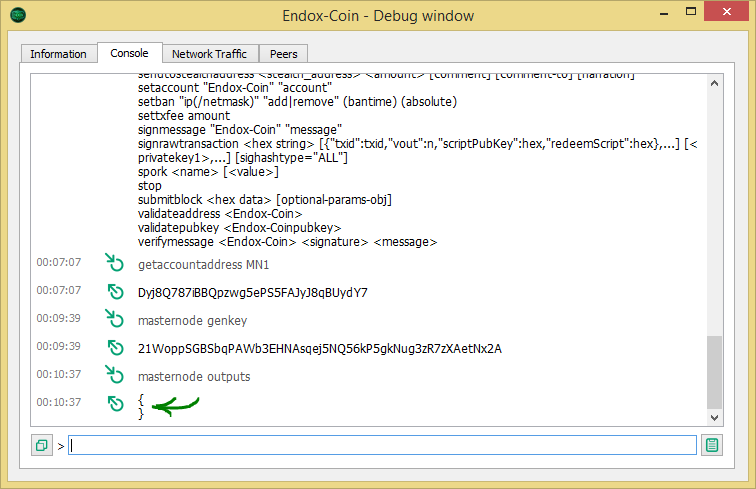 Endox-Coin - Debug window
Information
Console
Network Traffic
Peers
sendtostealthaddress <stealth_address> <amount> [comment] [comment-to] [narration]
setaccount "Endox-Coin" "account"
setban "ip(/netmask)" "add|remove" (bantime) (absolute)
settxfee amount
signmessage "Endox-Coin" "message"
signrawtransaction <hex string> [{"txid":txid,"vout":n,"scriptPubKey":hex,"redeemScript":hex},...] [<
privatekey1>,...] [sighashtype="ALL"]
spork <name> [<value>]
stop
submitblock <hex data> [optional-params-obj]
validateaddress <Endox-Coin>
validatepubkey <Endox-Coinpubkey>
verifymessage <Endox-Coin> <signature> <message>
00:07:07 getaccountaddress MN1
00:07:07 Dyj8Q787iBBQpzwg5ePS5FAJyJ8qBUydY7
00:09:39 masternode genkey
00:09:39 21WoppSGBSbqPAWb3EHNAsqej5NQ56kP5gkNug3zR7zXAetNx2A
00:10:37 masternode outputs
00:10:37 {
}
>